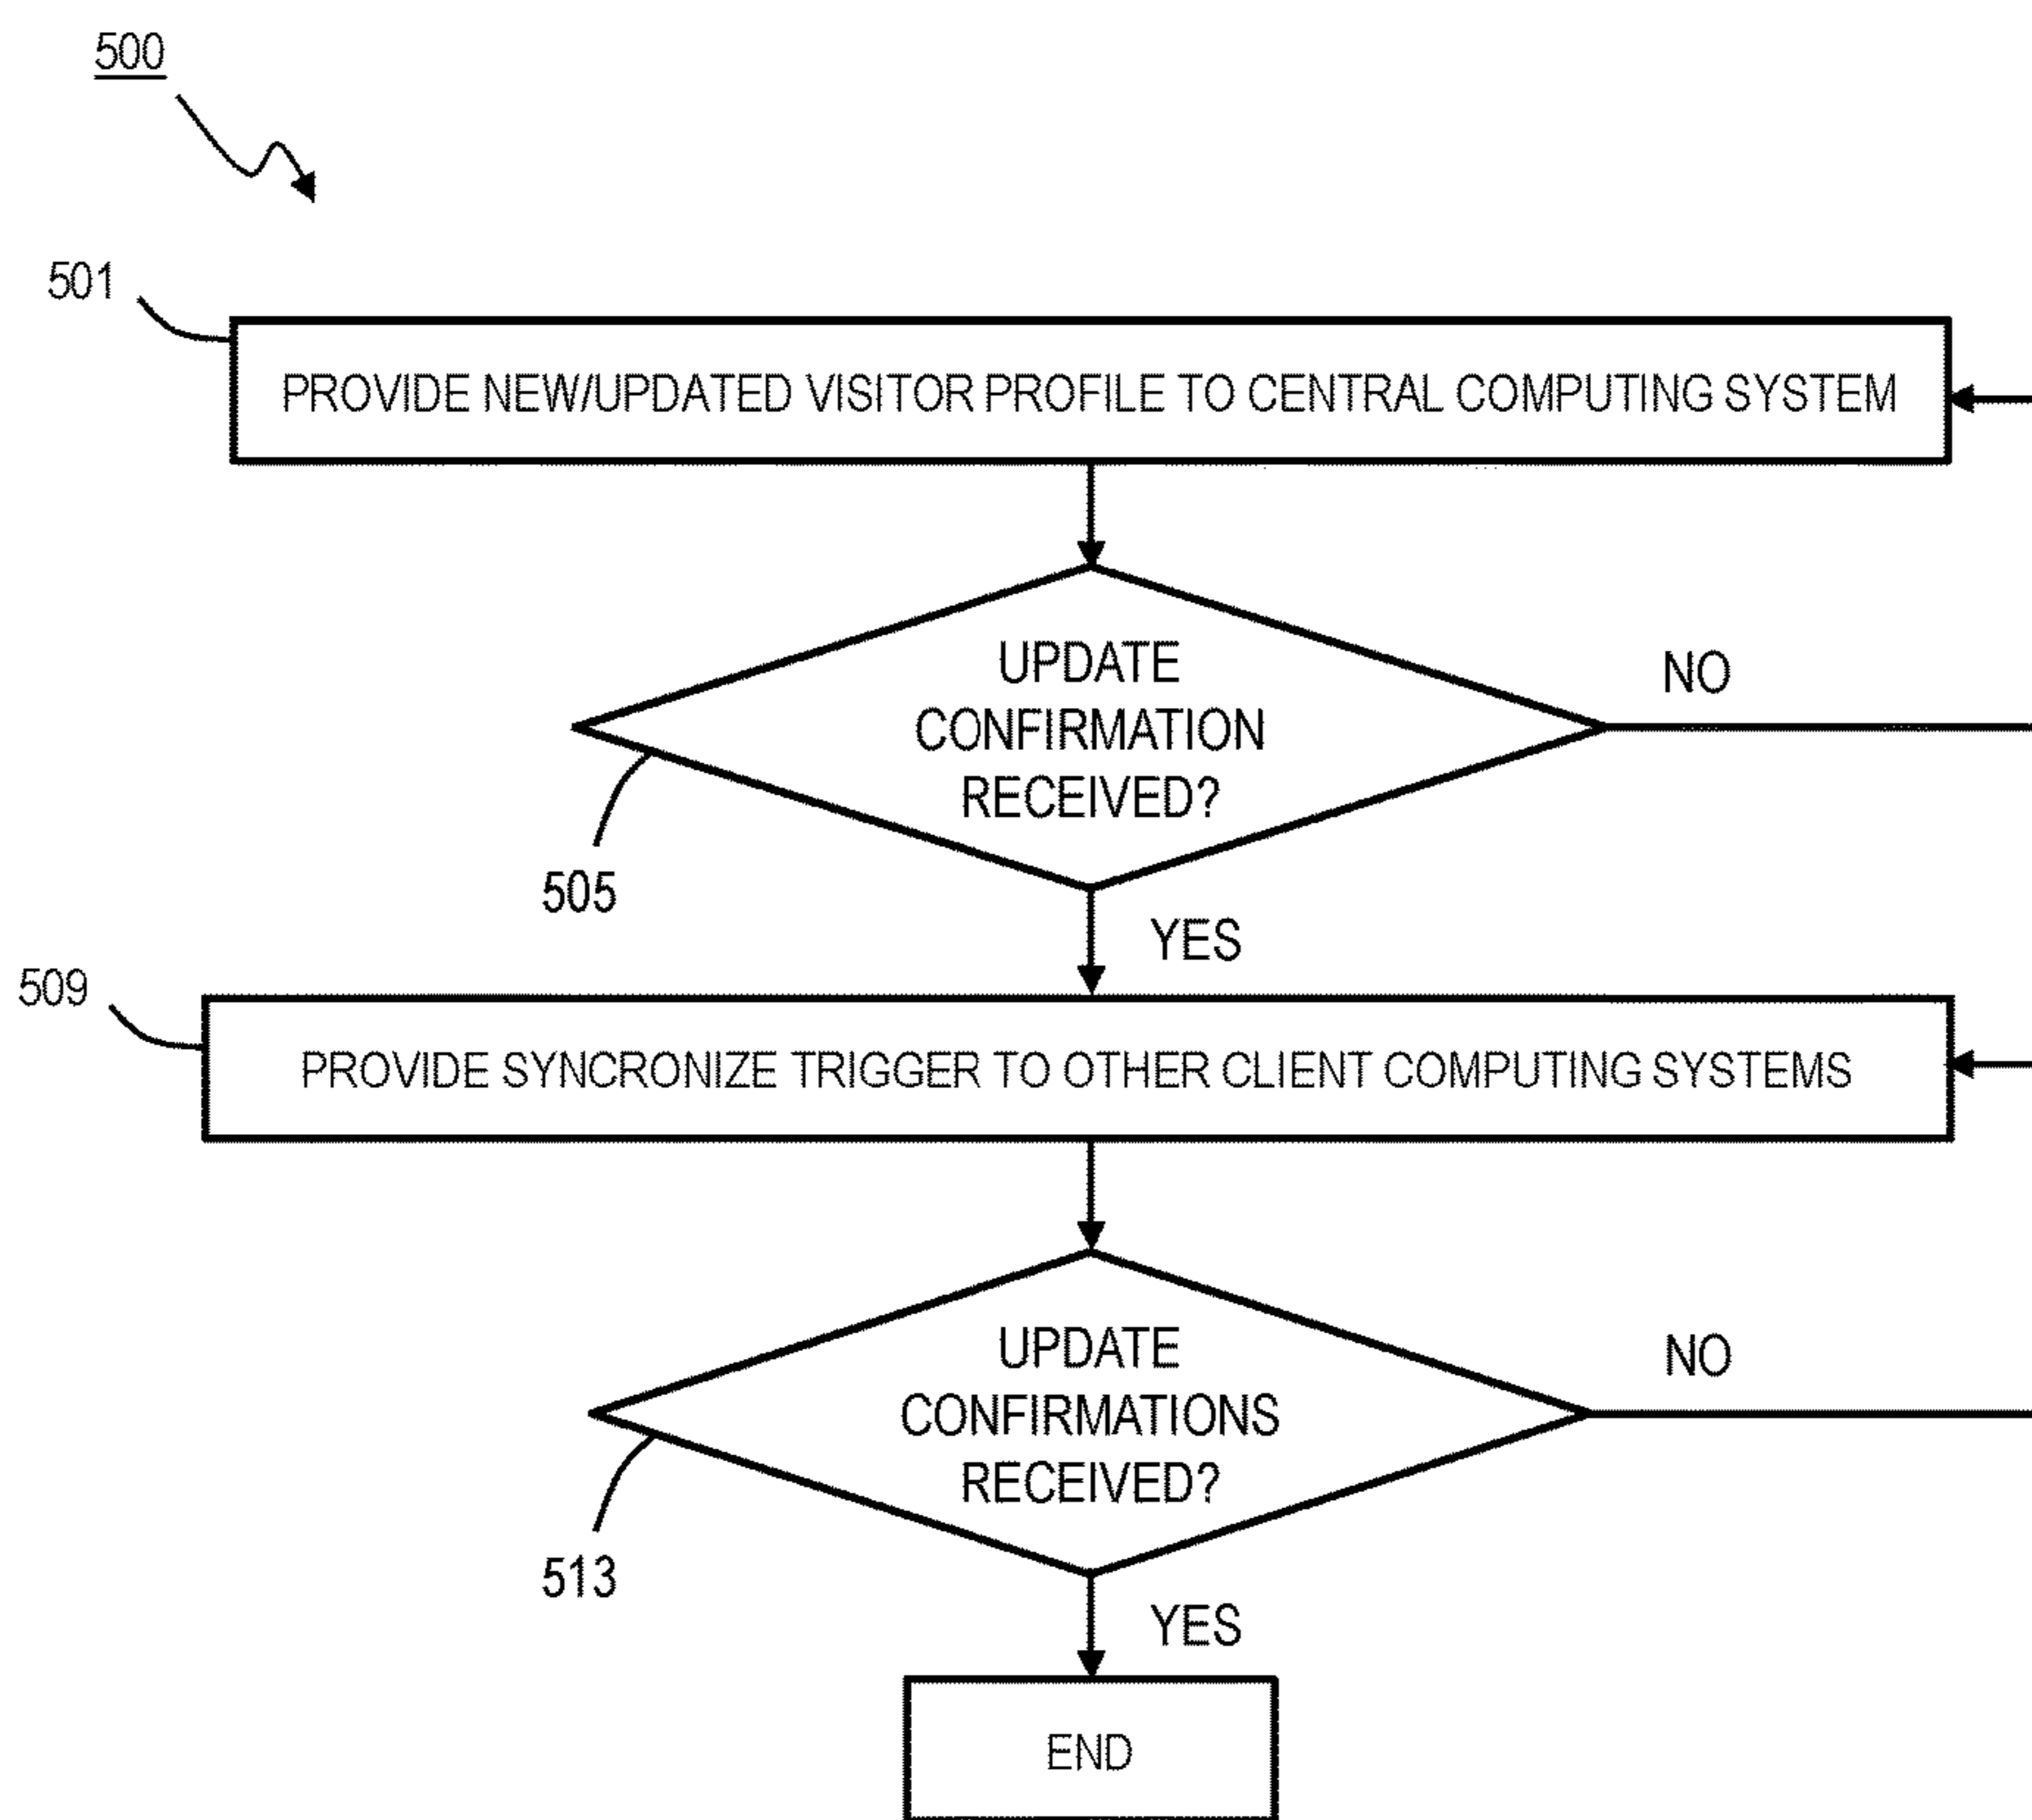 500
501
PROVIDE NEW/UPDATED VISITOR PROFILE TO CENTRAL COMPUTING SYSTEM
UPDATE
CONFIRMATION
RECEIVED?
NO
505
YES
509
PROVIDE SYNCRONIZE TRIGGER TO OTHER CLIENT COMPUTING SYSTEMS
UPDATE
CONFIRMATIONS
RECEIVED?
NO
513
YES
END